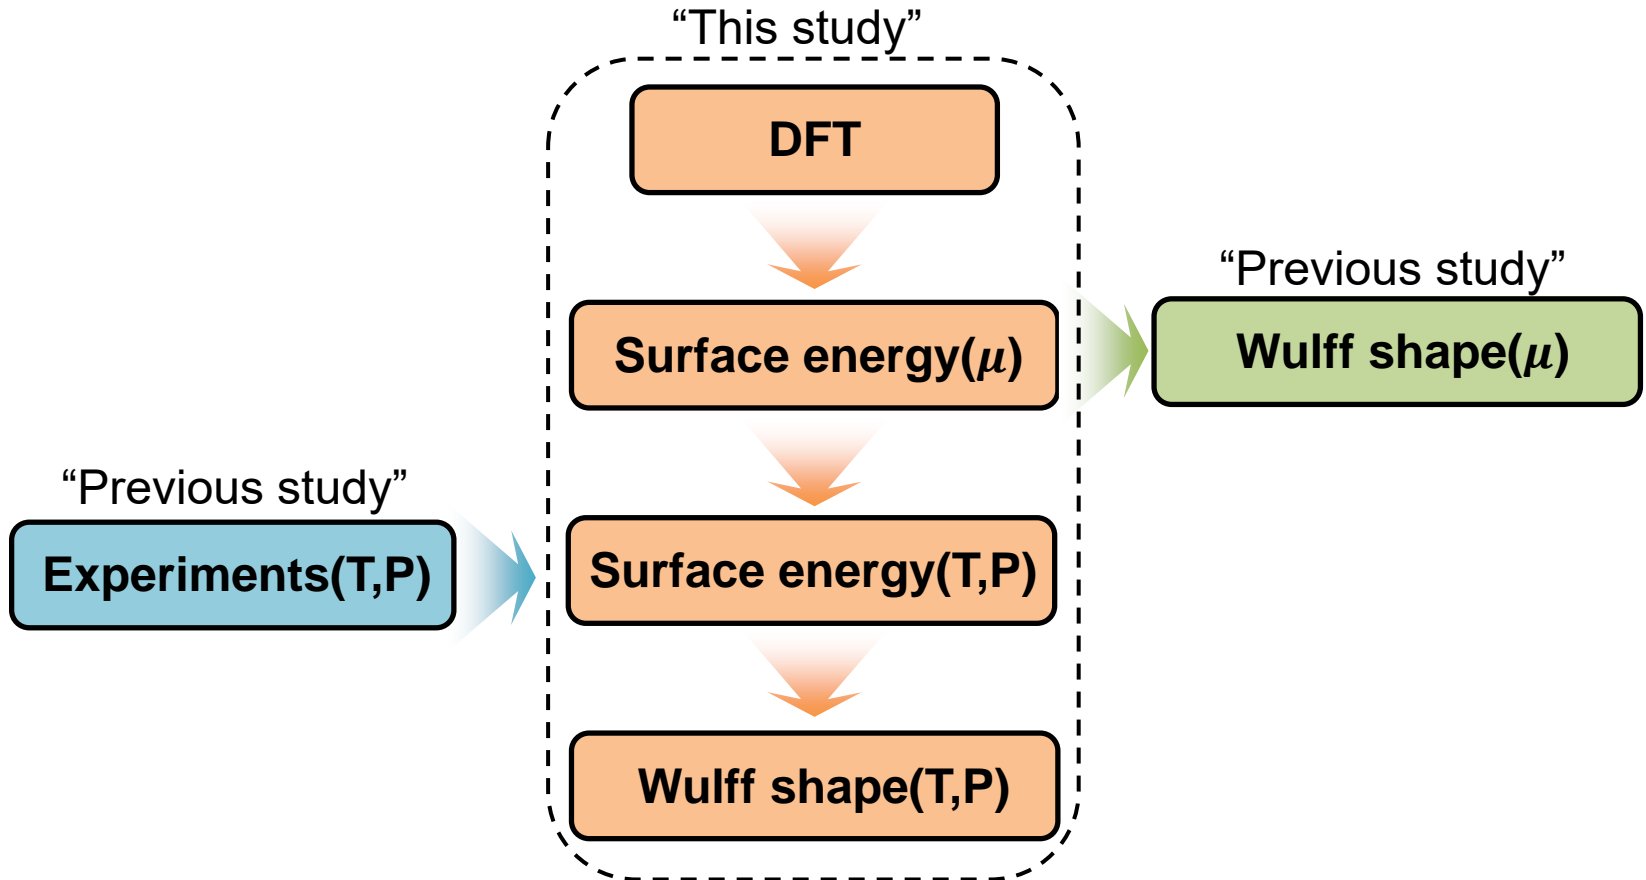 “This study”
DFT
“Previous study”
Surface energy(μ)
Wulff shape(μ)
“Previous study”
Experiments(T,P)
Surface energy(T,P)
Wulff shape(T,P)